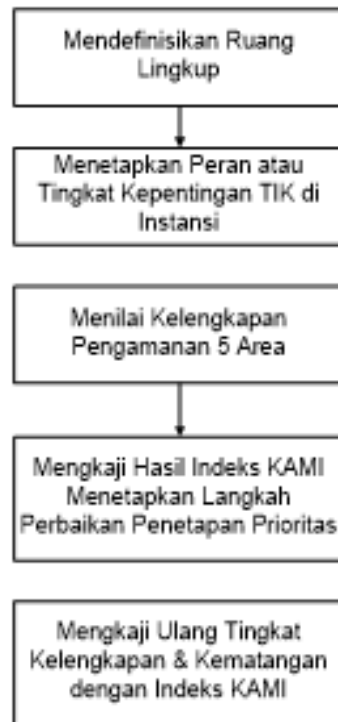 Mendefinisikan Ruang
Lingkup
Menetapkan Peran atau
Tingkat Kepentingan TIK di
Instansi
Menilai Kelengkapan
Pengamanan 5 Area
Mengkaji Hasil Indeks KAMI
Menetapkan Langkah
Perbaikan Penetapan Prioritas
Mengkaji Ulang Tingkat
Kelengkapan & Kematangan
dengan Indeks KAMI